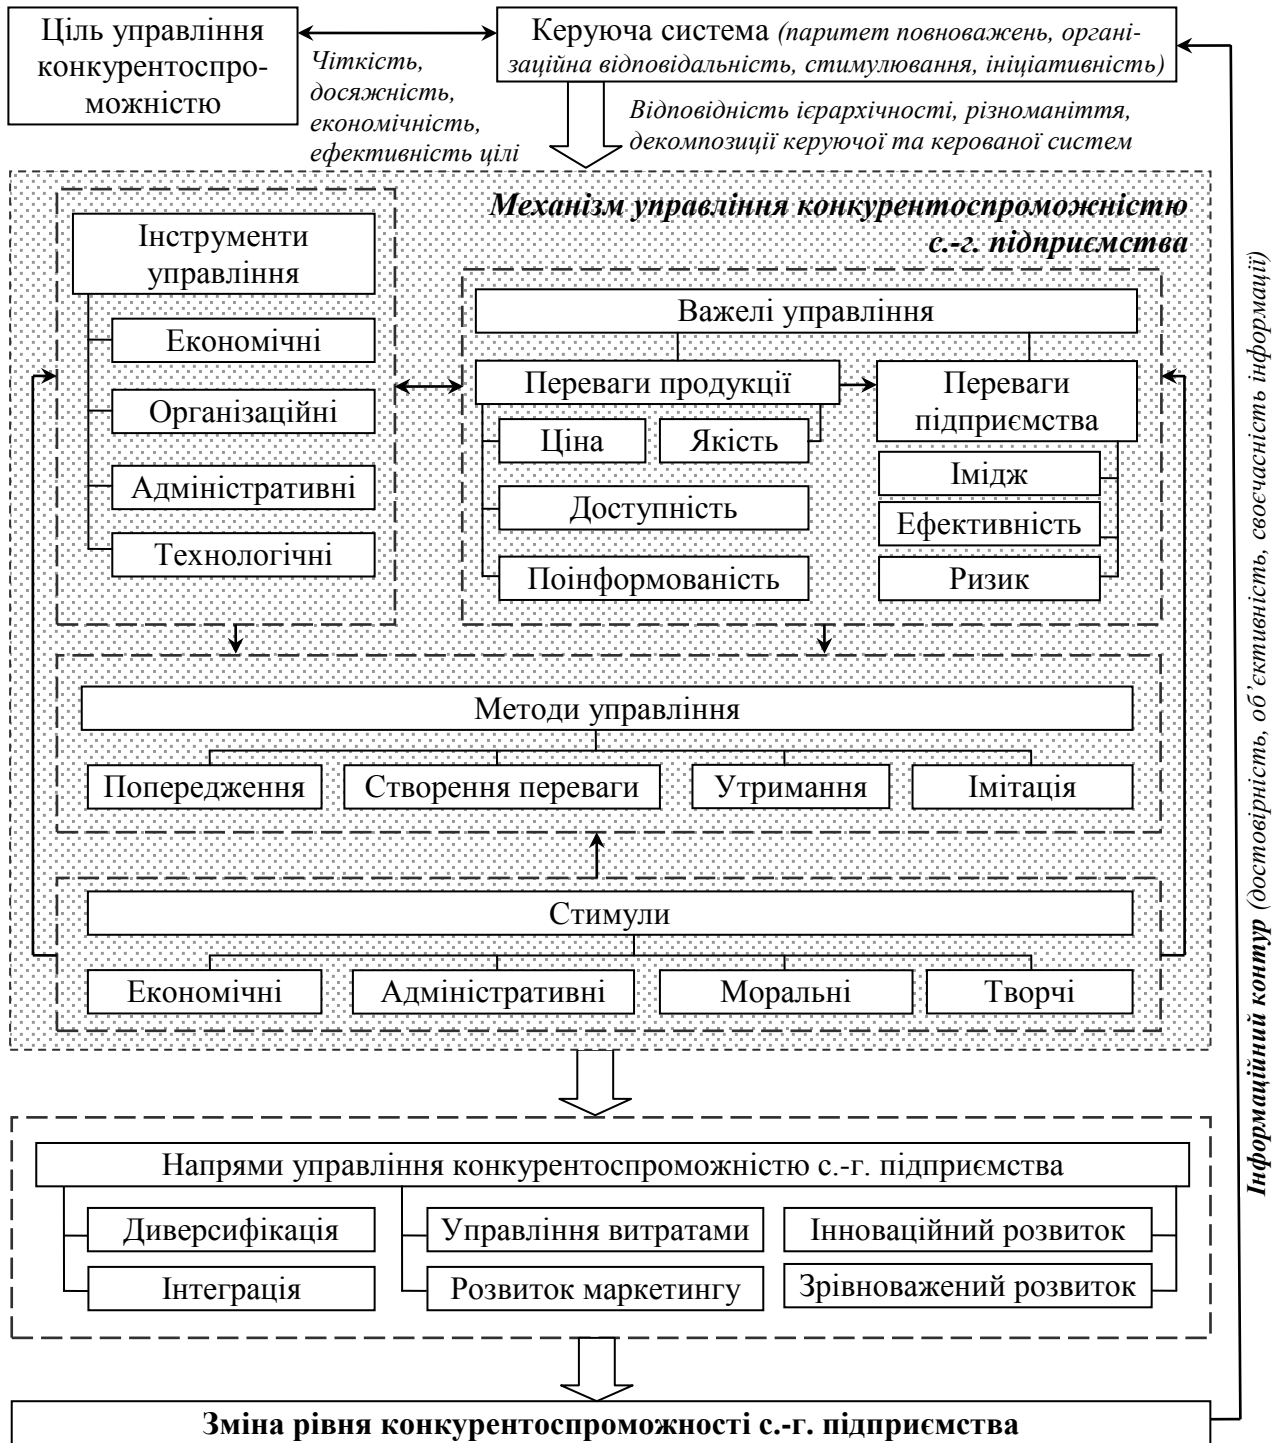 Ціль управління
конкурентоспро-
можністю
Керуюча система (паритет повноважень, органі-
заційна відповідальність, стимулювання, ініціативність)
Чіткість,
досяжність,
економічність,
ефективність цілі
Відповідність ієрархічності, різноманіття,
декомпозиції керуючої та керованої систем
Механізм управління конкурентоспроможністю
с.-г. підприємства
Інструменти
управління
Економічні
Організаційні
Адміністративні
Технологічні
Важелі управління
Переваги продукції
Ціна
Якість
Доступність
Поінформованість
Переваги
підприємства
Імідж
Ефективність
Ризик
Методи управління
Попередження
Створення переваги
Утримання
Імітація
Стимули
Економічні
Адміністративні
Моральні
Творчі
Напрями управління конкурентоспроможністю с.-г. підприємства
Диверсифікація
Управління витратами
Інноваційний розвиток
Інтеграція
Розвиток маркетингу
Зрівноважений розвиток
Зміна рівня конкурентоспроможності с.-г. підприємства
Інформаційний контур (достовірність, об’єктивність, своєчасність інформації)